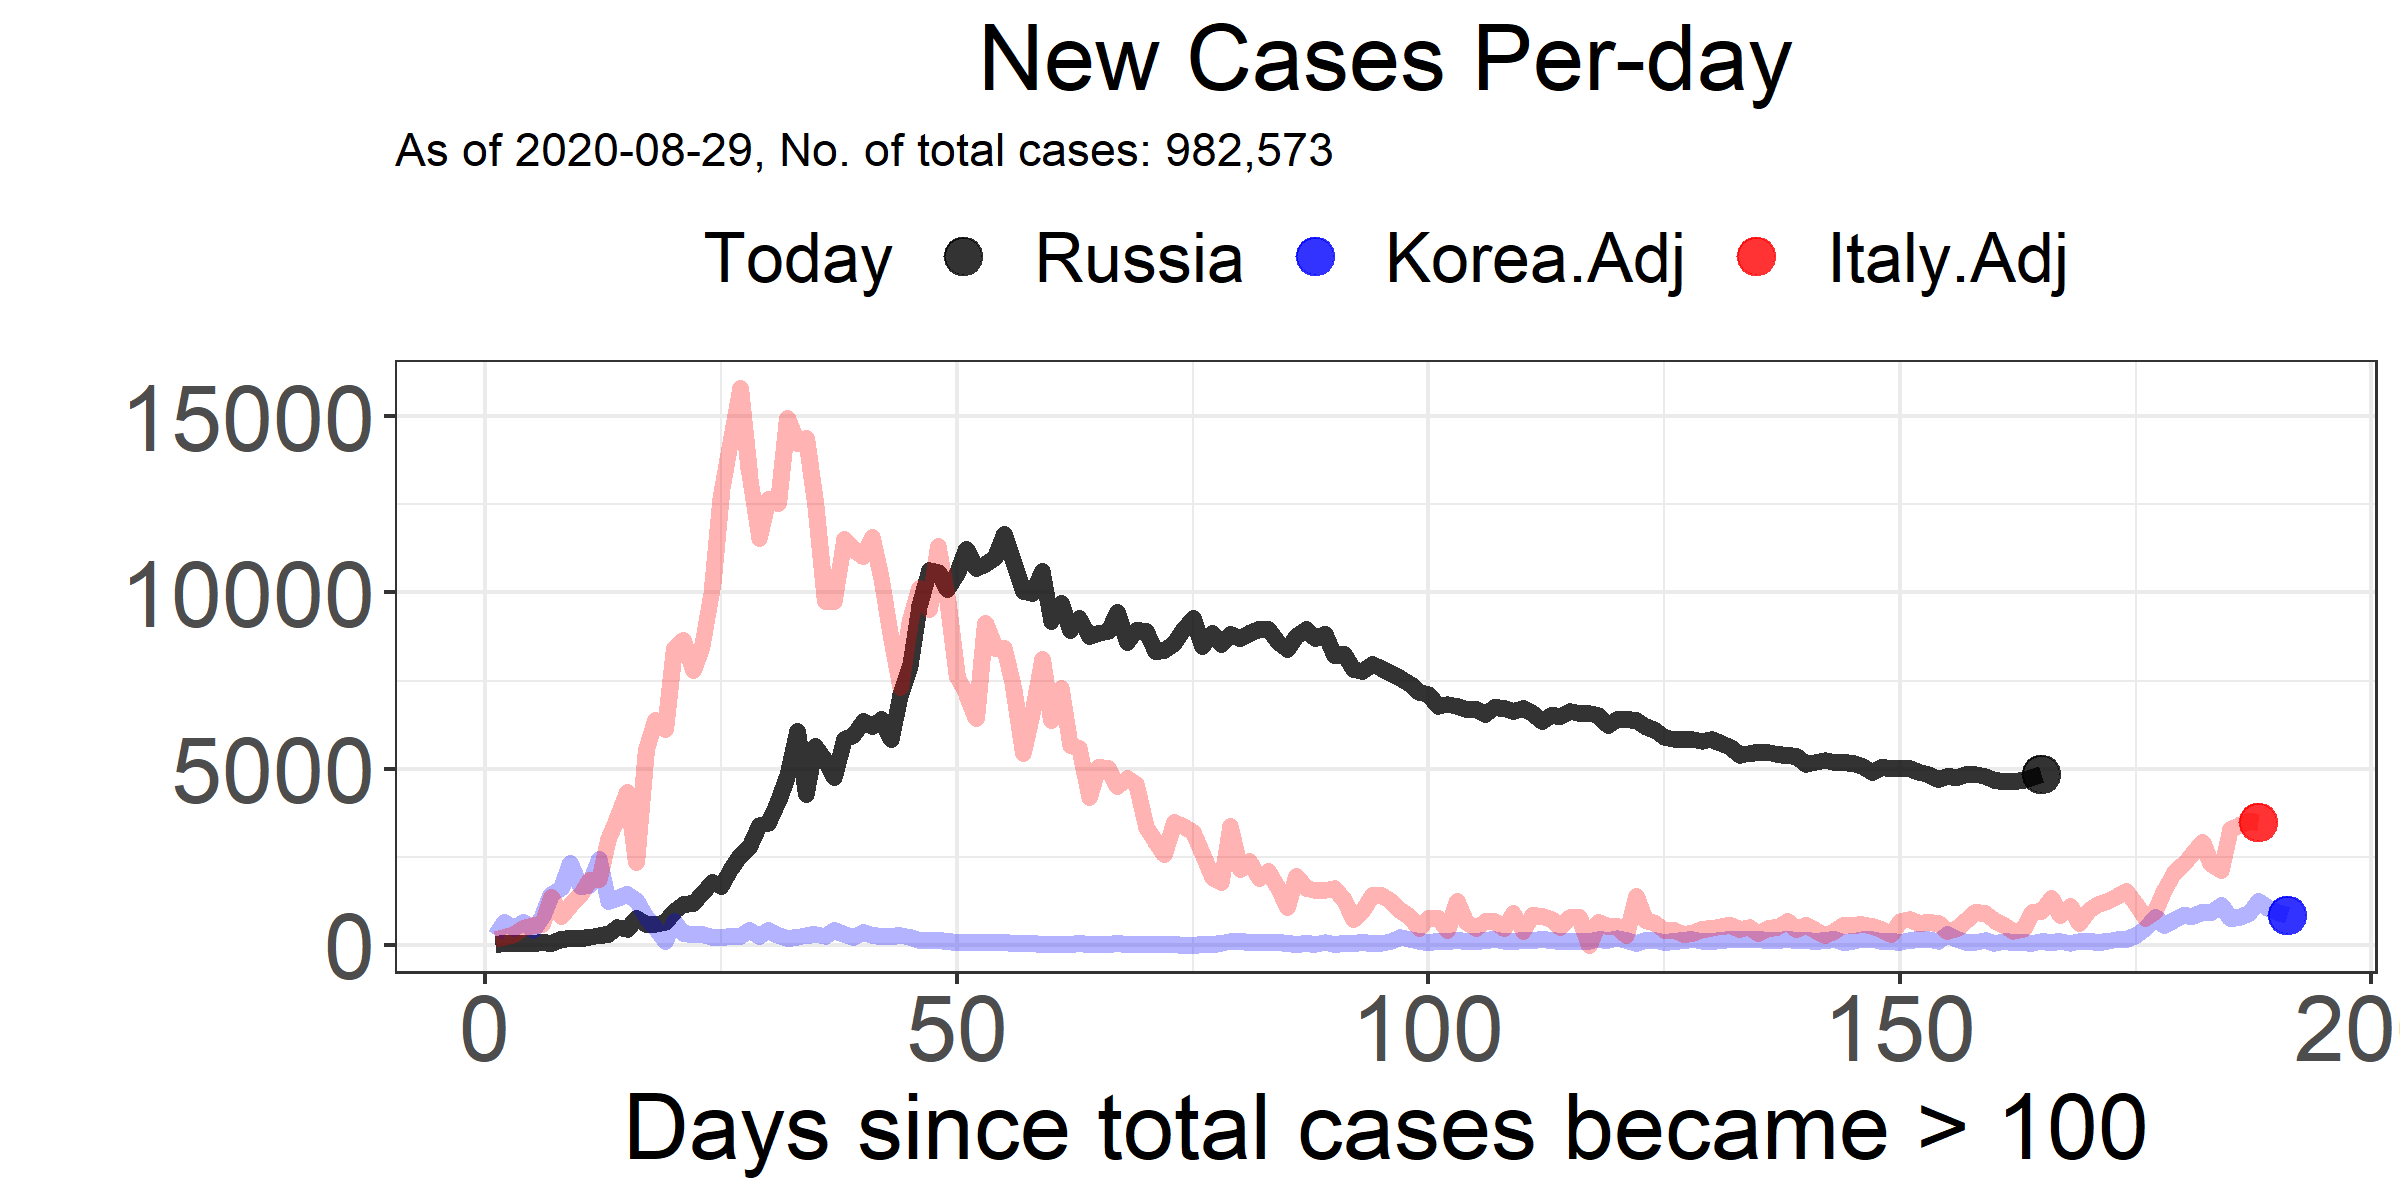 New Cases Per-day
As of 2020-08-29, No. of total cases: 982,573
Today Russia Korea.Adj Italy.Adj
15000
10000
5000
0
0 50 100 150 20
Days since total cases became > 100